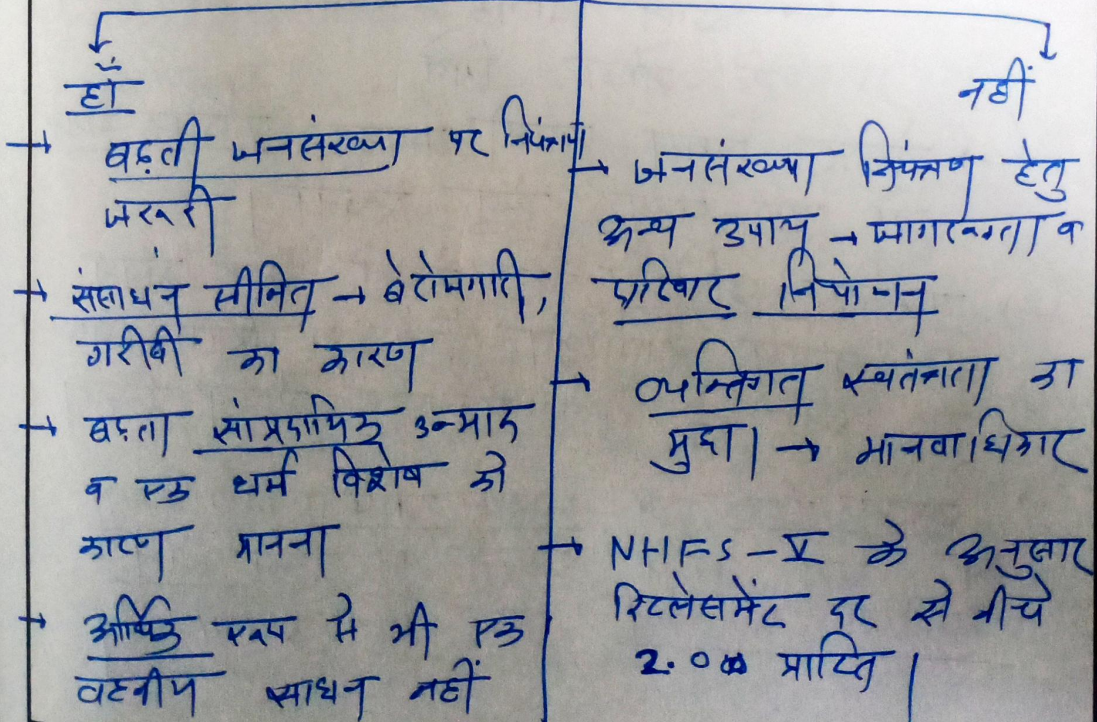 हाँ
→ बढ़ती जनसंख्या पर नियंत्रण
जरूरी
→ संसाधन सीमित → बेरोजगारी,
गरीबी का कारण
→ बढ़ता सांप्रदायिक उन्माद
व एक धर्म विशेष को
कारण मानना
→ आर्थिक रूप से भी एक
वहनीय साधन नहीं
नहीं
→ जनसंख्या नियंत्रण हेतु
अन्य उपाय → जागरूकता व
परिवार नियोजन
→ व्यक्तिगत स्वतंत्रता का
मुद्दा। → मानवाधिकार
→ NHFS-V के अनुसार
रिप्लेसमेंट दर से नीचे
2.0 प्राप्ति।